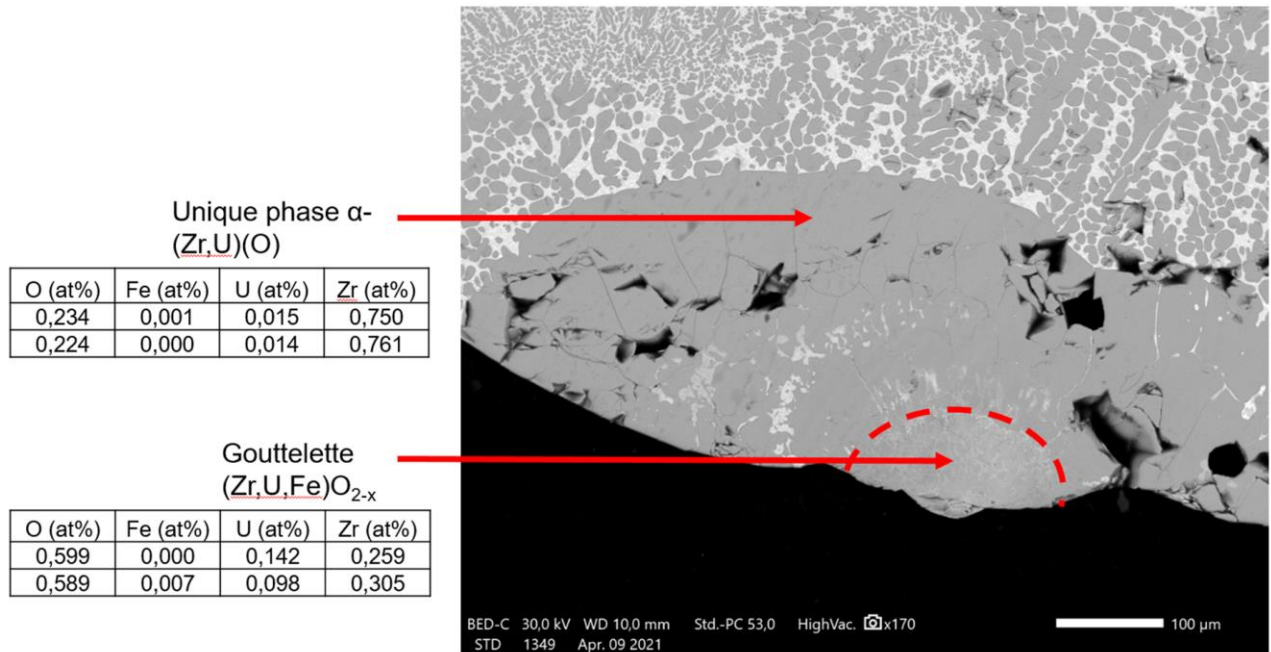 Unique phase α-
(Zr,U)(O)
O (at%) Fe (at%) U (at%) Zr (at%)
0,234 0,001 0,015 0,750
0,224 0,000 0,014 0,761
Gouttelette
(Zr,U,Fe)O2-x
O (at%) Fe (at%) U (at%) Zr (at%)
0,599 0,000 0,142 0,259
0,589 0,007 0,098 0,305
BED-C 30,0 kV WD 10,0 mm Std.-PC 53,0 HighVac. x170 100 µm
STD 1349 Apr. 09 2021